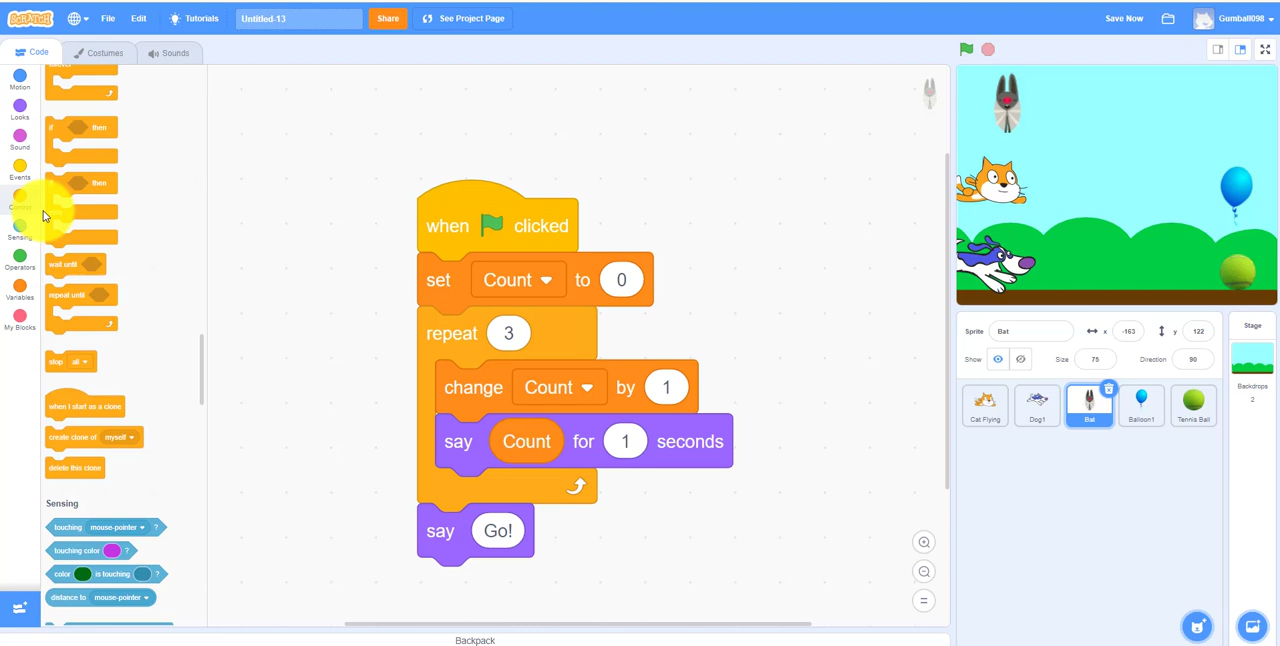 SCRATCH File Edit Tutorials Untitled-13 Share See Project Page Save Now Gumball098
Code Costumes Sounds
Motion
Looks
Sound
Events
Sensing
Operators
Variables
My Blocks
if then
if then
wait until
repeat until
stop all
when I start as a clone
create clone of myself
delete this clone
Sensing
touching mouse-pointer ?
touching color ?
color is touching ?
distance to mouse-pointer
when clicked
set Count to 0
repeat 3
change Count by 1
say Count for 1 seconds
say Go!
Backpack
Sprite Bat x -163 y 122
Show Size 75 Direction 90
Cat Flying Dog1 Bat Balloon1 Tennis Ball
Stage
Backdrops
2